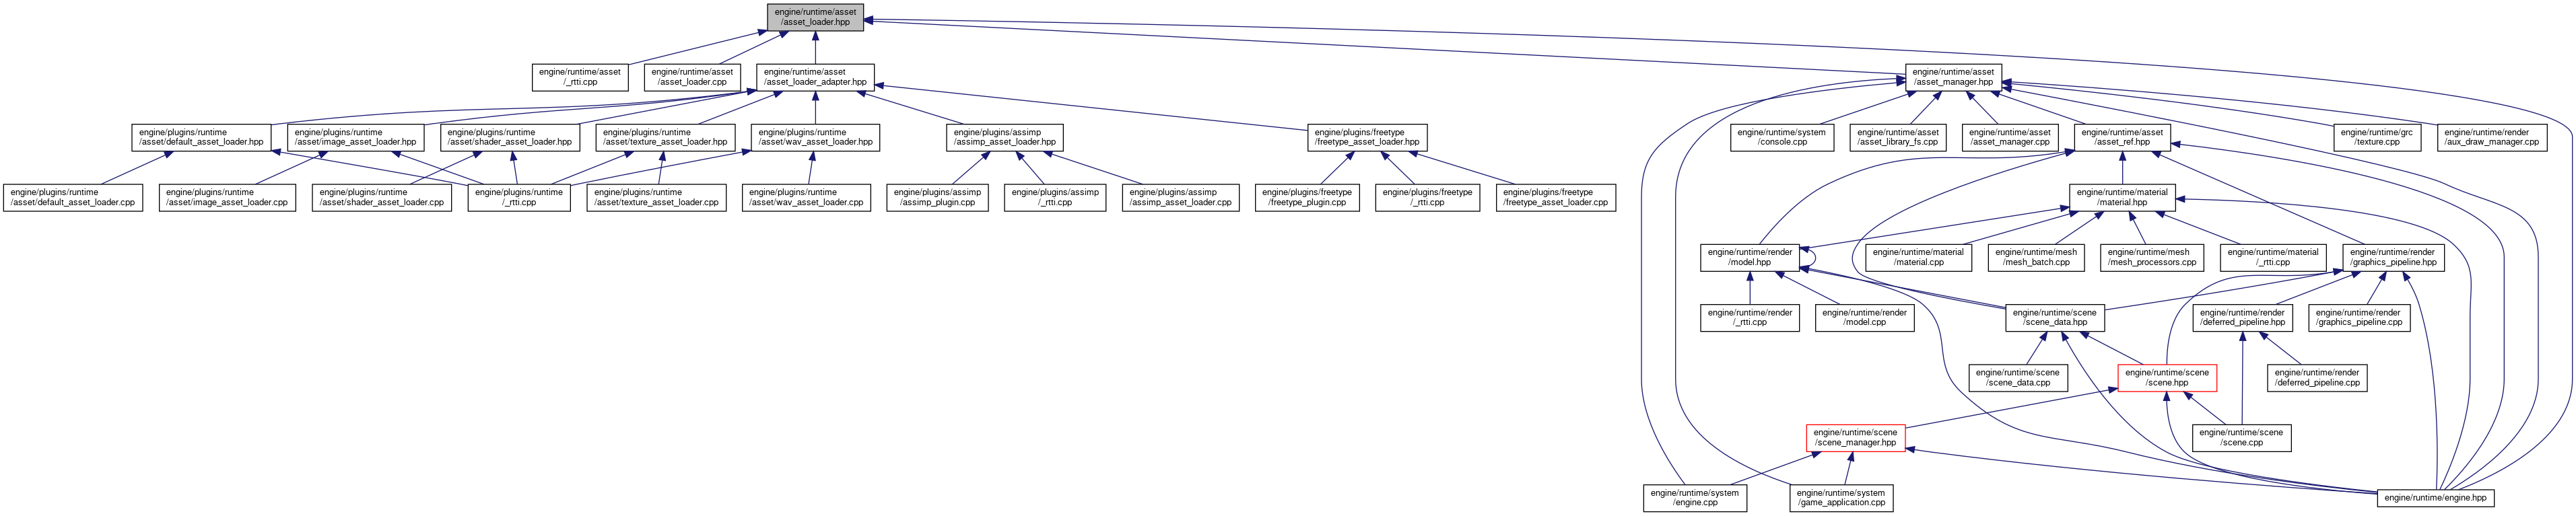 engine/runtime/asset
/asset_loader.hpp
engine/runtime/asset
/_rtti.cpp
engine/runtime/asset
/asset_loader.cpp
engine/runtime/asset
/asset_loader_adapter.hpp
engine/runtime/asset
/asset_manager.hpp
engine/plugins/runtime
/asset/default_asset_loader.hpp
engine/plugins/runtime
/asset/image_asset_loader.hpp
engine/plugins/runtime
/asset/shader_asset_loader.hpp
engine/plugins/runtime
/asset/texture_asset_loader.hpp
engine/plugins/runtime
/asset/wav_asset_loader.hpp
engine/plugins/assimp
/assimp_asset_loader.hpp
engine/plugins/freetype
/freetype_asset_loader.hpp
engine/runtime/system
/console.cpp
engine/runtime/asset
/asset_library_fs.cpp
engine/runtime/asset
/asset_manager.cpp
engine/runtime/asset
/asset_ref.hpp
engine/runtime/grc
/texture.cpp
engine/runtime/render
/aux_draw_manager.cpp
engine/plugins/runtime
/asset/default_asset_loader.cpp
engine/plugins/runtime
/asset/image_asset_loader.cpp
engine/plugins/runtime
/asset/shader_asset_loader.cpp
engine/plugins/runtime
/_rtti.cpp
engine/plugins/runtime
/asset/texture_asset_loader.cpp
engine/plugins/runtime
/asset/wav_asset_loader.cpp
engine/plugins/assimp
/assimp_plugin.cpp
engine/plugins/assimp
/_rtti.cpp
engine/plugins/assimp
/assimp_asset_loader.cpp
engine/plugins/freetype
/freetype_plugin.cpp
engine/plugins/freetype
/_rtti.cpp
engine/plugins/freetype
/freetype_asset_loader.cpp
engine/runtime/material
/material.hpp
engine/runtime/render
/model.hpp
engine/runtime/material
/material.cpp
engine/runtime/mesh
/mesh_batch.cpp
engine/runtime/mesh
/mesh_processors.cpp
engine/runtime/material
/_rtti.cpp
engine/runtime/render
/graphics_pipeline.hpp
engine/runtime/render
/_rtti.cpp
engine/runtime/render
/model.cpp
engine/runtime/scene
/scene_data.hpp
engine/runtime/render
/deferred_pipeline.hpp
engine/runtime/render
/graphics_pipeline.cpp
engine/runtime/scene
/scene_data.cpp
engine/runtime/scene
/scene.hpp
engine/runtime/render
/deferred_pipeline.cpp
engine/runtime/scene
/scene_manager.hpp
engine/runtime/scene
/scene.cpp
engine/runtime/system
/engine.cpp
engine/runtime/system
/game_application.cpp
engine/runtime/engine.hpp